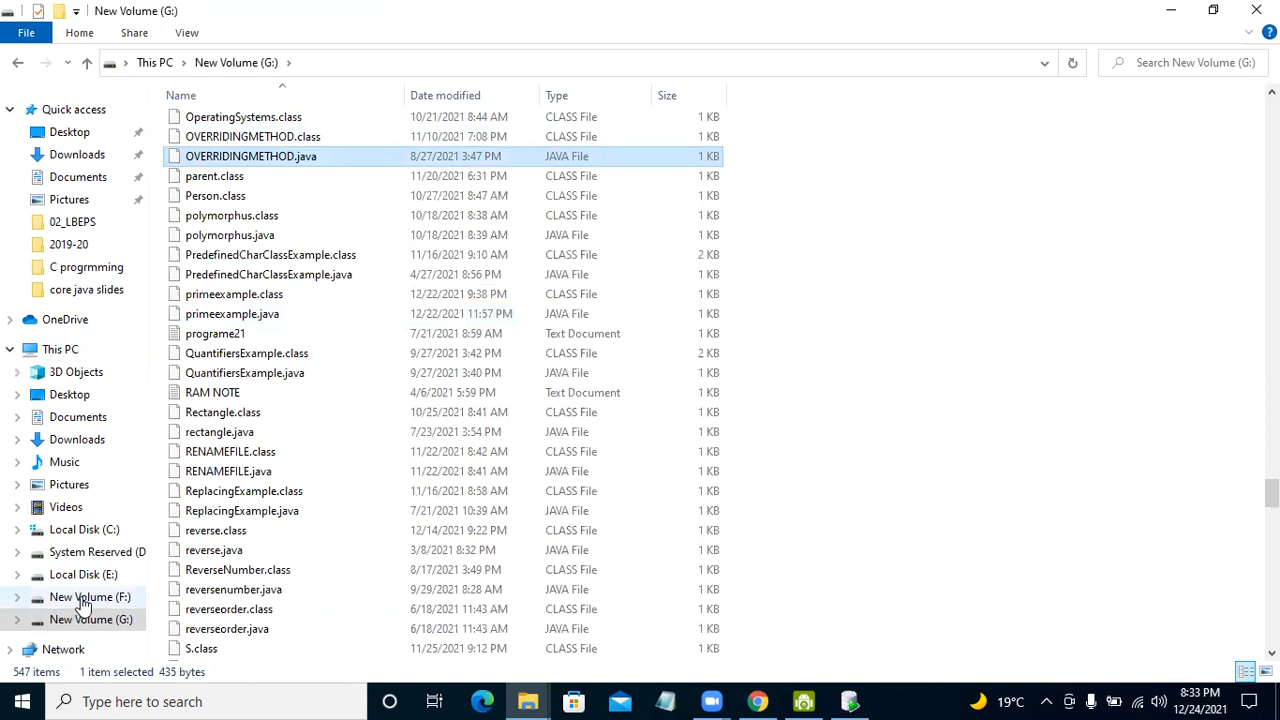 New Volume (G:)
File Home Share View
This PC New Volume (G:) Search New Volume (G:)
Name Date modified Type Size
Quick access
Desktop
Downloads
Documents
Pictures
02_LBEPS
2019-20
C progrmming
core java slides
OneDrive
This PC
3D Objects
Desktop
Documents
Downloads
Music
Pictures
Videos
Local Disk (C:)
System Reserved (D
Local Disk (E:)
New Volume (F:)
New Volume (G:)
Network
OperatingSystems.class 10/21/2021 8:44 AM CLASS File 1 KB
OVERRIDINGMETHOD.class 11/10/2021 7:08 PM CLASS File 1 KB
OVERRIDINGMETHOD.java 8/27/2021 3:47 PM JAVA File 1 KB
parent.class 11/20/2021 6:31 PM CLASS File 1 KB
Person.class 10/27/2021 8:47 AM CLASS File 1 KB
polymorphus.class 10/18/2021 8:38 AM CLASS File 1 KB
polymorphus.java 10/18/2021 8:39 AM JAVA File 1 KB
PredefinedCharClassExample.class 11/16/2021 9:10 AM CLASS File 2 KB
PredefinedCharClassExample.java 4/27/2021 8:56 PM JAVA File 1 KB
primeexample.class 12/22/2021 9:38 PM CLASS File 1 KB
primeexample.java 12/22/2021 11:57 PM JAVA File 1 KB
programe21 7/21/2021 8:59 AM Text Document 1 KB
QuantifiersExample.class 9/27/2021 3:42 PM CLASS File 2 KB
QuantifiersExample.java 9/27/2021 3:40 PM JAVA File 1 KB
RAM NOTE 4/6/2021 5:59 PM Text Document 1 KB
Rectangle.class 10/25/2021 8:41 AM CLASS File 1 KB
rectangle.java 7/23/2021 3:54 PM JAVA File 1 KB
RENAMEFILE.class 11/22/2021 8:42 AM CLASS File 1 KB
RENAMEFILE.java 11/22/2021 8:41 AM JAVA File 1 KB
ReplacingExample.class 11/16/2021 8:58 AM CLASS File 1 KB
ReplacingExample.java 7/21/2021 10:39 AM JAVA File 1 KB
reverse.class 12/14/2021 9:22 PM CLASS File 1 KB
reverse.java 3/8/2021 8:32 PM JAVA File 1 KB
ReverseNumber.class 8/17/2021 3:49 PM CLASS File 1 KB
reversenumber.java 9/29/2021 8:28 AM JAVA File 1 KB
reverseorder.class 6/18/2021 11:43 AM CLASS File 1 KB
reverseorder.java 6/18/2021 11:43 AM JAVA File 1 KB
S.class 11/25/2021 9:12 PM CLASS File 1 KB
547 items 1 item selected 435 bytes
Type here to search
19°C
8:33 PM
12/24/2021